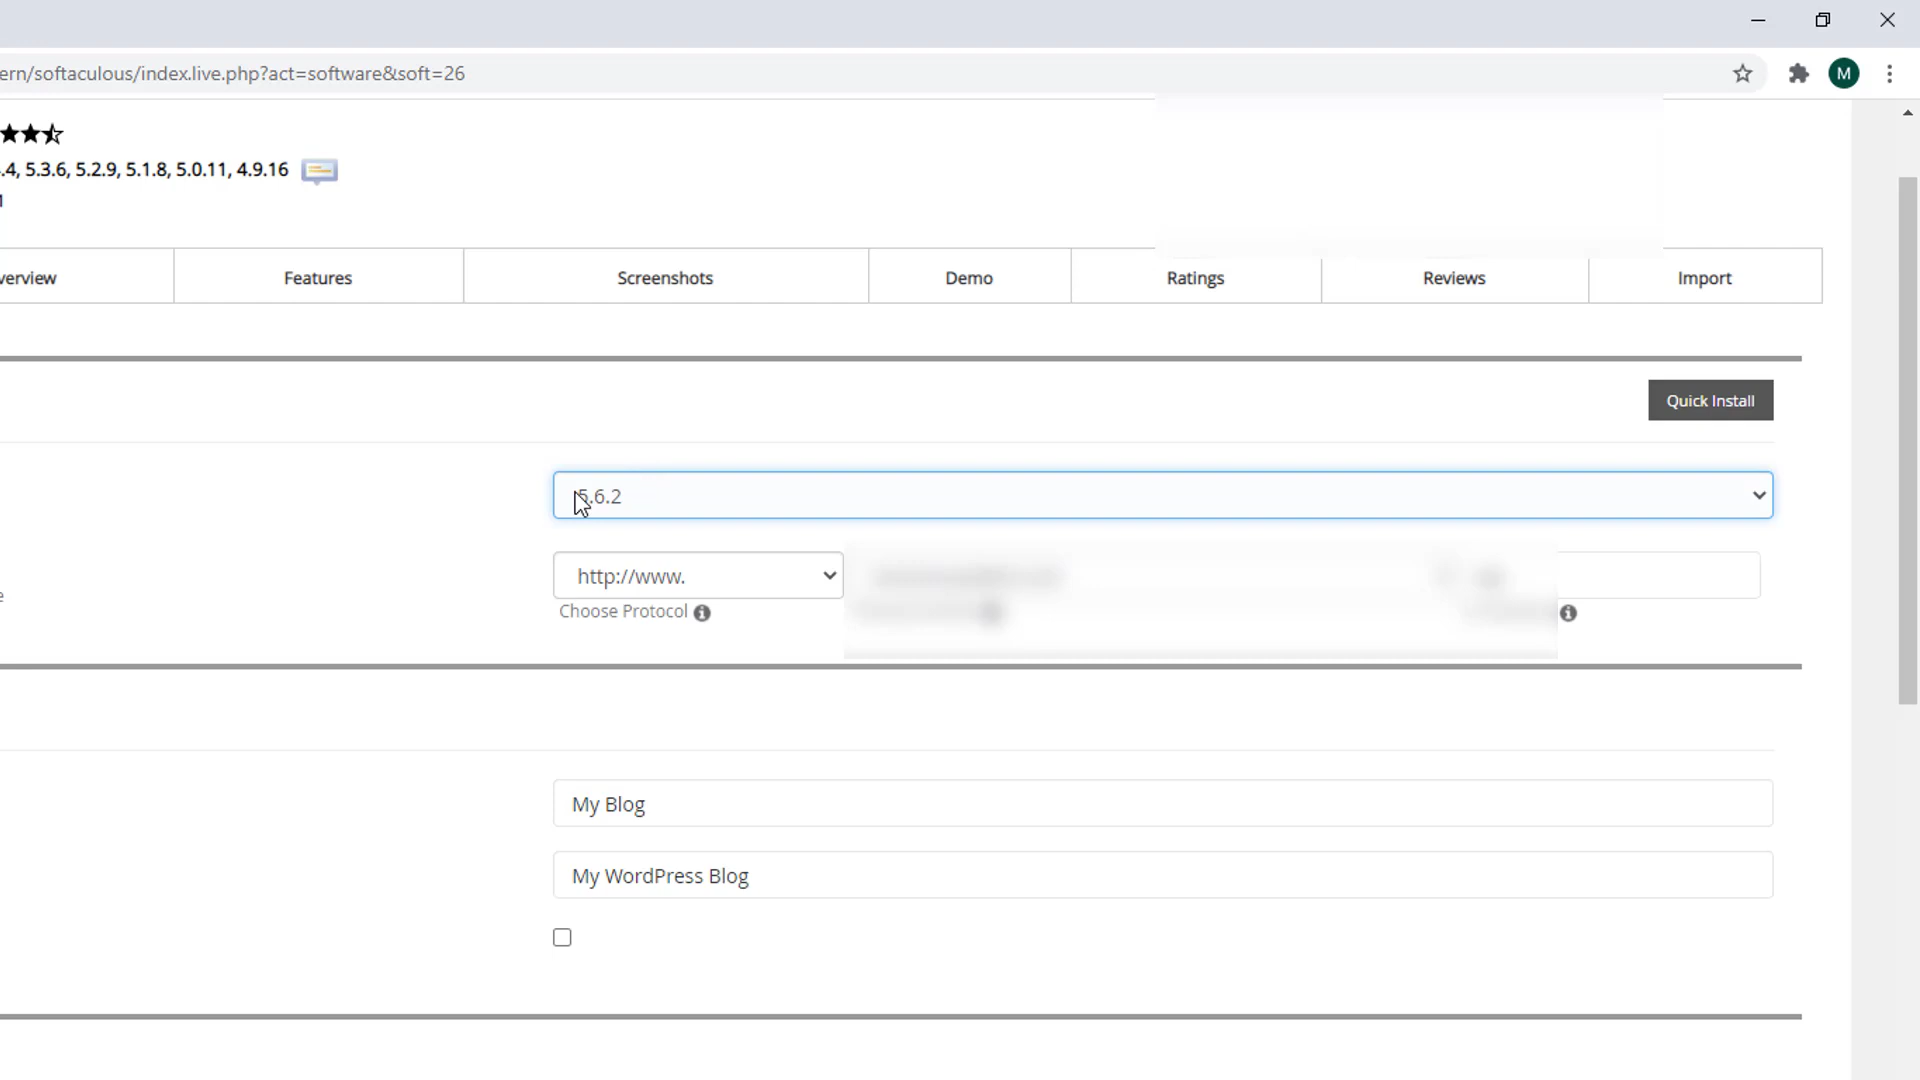 ern/softaculous/index.live.php?act=software&soft=26
M
.4, 5.3.6, 5.2.9, 5.1.8, 5.0.11, 4.9.16
verview
Features
Screenshots
Demo
Ratings
Reviews
Import
Quick Install
5.6.2
http://www.
e
Choose Protocol
My Blog
My WordPress Blog